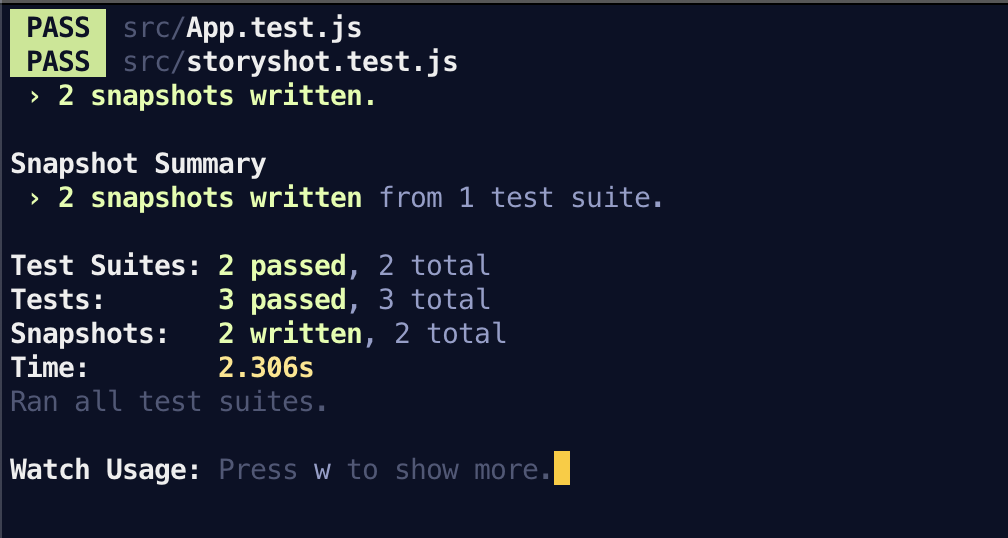 PASS src/App.test.js
PASS src/storyshot.test.js
› 2 snapshots written.
Snapshot Summary
› 2 snapshots written from 1 test suite.
Test Suites: 2 passed, 2 total
Tests: 3 passed, 3 total
Snapshots: 2 written, 2 total
Time: 2.306s
Ran all test suites.
Watch Usage: Press w to show more.